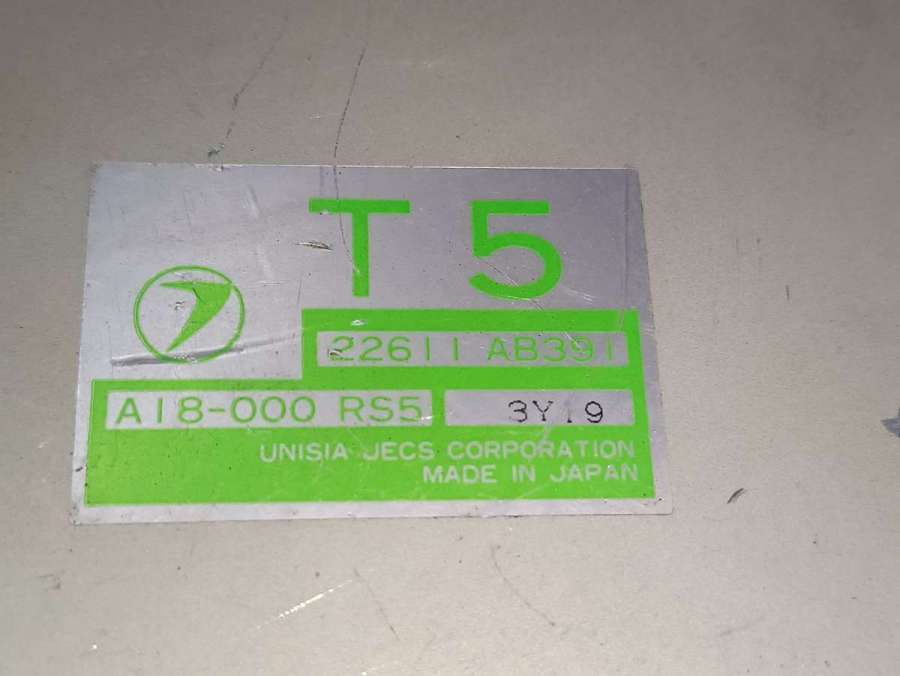 T 5
22611 AB391
A18-000 RS5 3Y19
UNISIA JECS CORPORATION
MADE IN JAPAN